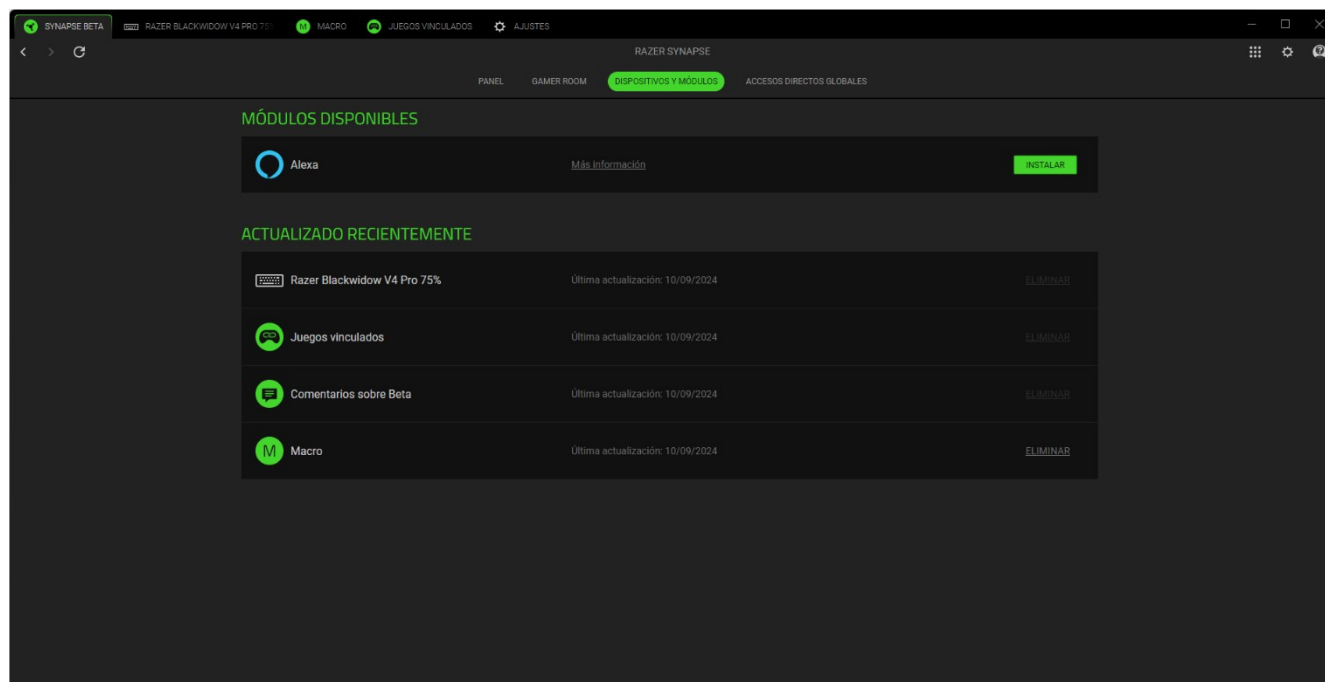 SYNAPSE BETA RAZER BLACKWIDOW V4 PRO 75% MACRO JUEGOS VINCULADOS AJUSTES
RAZER SYNAPSE
PANEL GAMER ROOM DISPOSITIVOS Y MÓDULOS ACCESOS DIRECTOS GLOBALES
MÓDULOS DISPONIBLES
Alexa Más información INSTALAR
ACTUALIZADO RECIENTEMENTE
Razer Blackwidow V4 Pro 75% Última actualización: 10/09/2024 ELIMINAR
Juegos vinculados Última actualización: 10/09/2024 ELIMINAR
Comentarios sobre Beta Última actualización: 10/09/2024 ELIMINAR
M Macro Última actualización: 10/09/2024 ELIMINAR